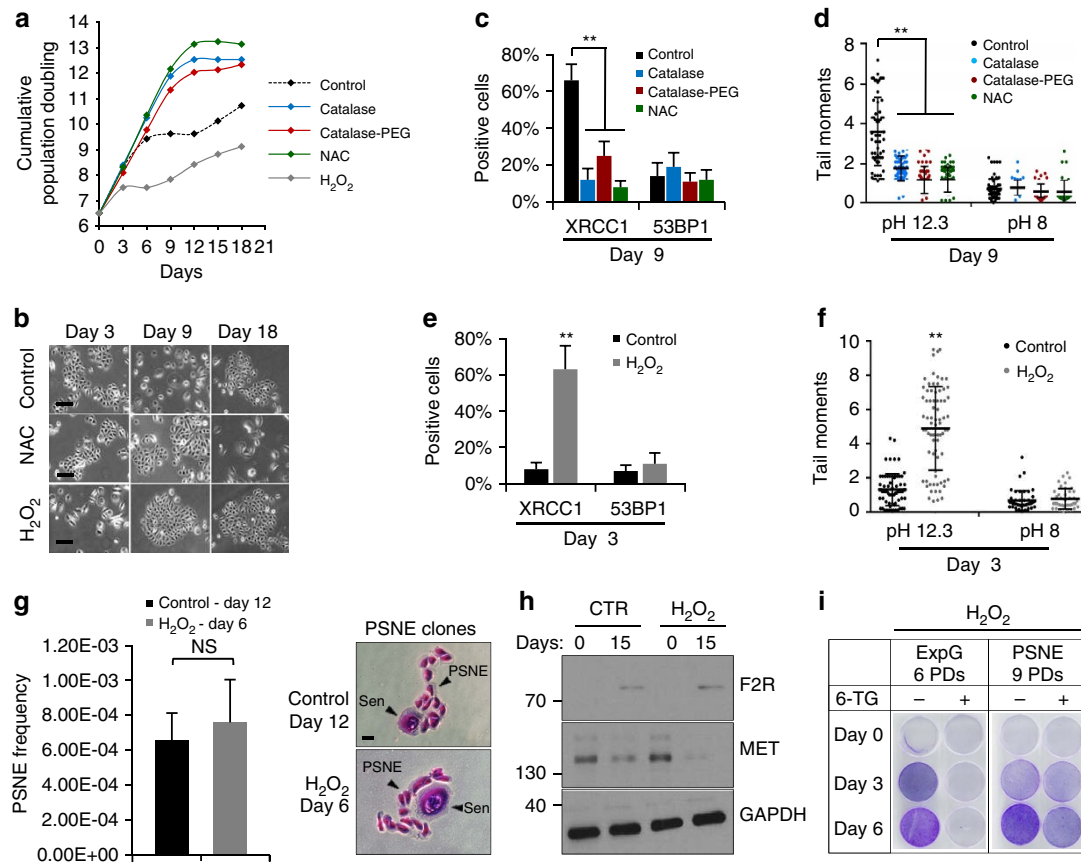 a
Cumulative
population doubling
14
13
12
11
10
9
8
7
6
0 3 6 9 12 15 18 21
Days
Control
Catalase
Catalase-PEG
NAC
H₂O₂
b
Day 3 Day 9 Day 18
Control
NAC
H₂O₂
c
Positive cells
80%
60%
40%
20%
0%
**
Control
Catalase
Catalase-PEG
NAC
XRCC1 53BP1
Day 9
d
Tail moments
8
6
4
2
0
**
Control
Catalase
Catalase-PEG
NAC
pH 12.3 pH 8
Day 9
e
Positive cells
80%
60%
40%
20%
0%
**
Control
H₂O₂
XRCC1 53BP1
Day 3
f
Tail moments
10
8
6
4
2
0
**
Control
H₂O₂
pH 12.3 pH 8
Day 3
g
Control - day 12
H₂O₂ - day 6
PSNE frequency
1.20E-03
1.00E-03
8.00E-04
6.00E-04
4.00E-04
2.00E-04
0.00E+00
NS
PSNE clones
Control
Day 12
PSNE
Sen
H₂O₂
Day 6
PSNE
Sen
h
CTR H₂O₂
Days: 0 15 0 15
70
130
40
F2R
MET
GAPDH
i
H₂O₂
ExpG PSNE
6 PDs 9 PDs
6-TG – + – +
Day 0
Day 3
Day 6